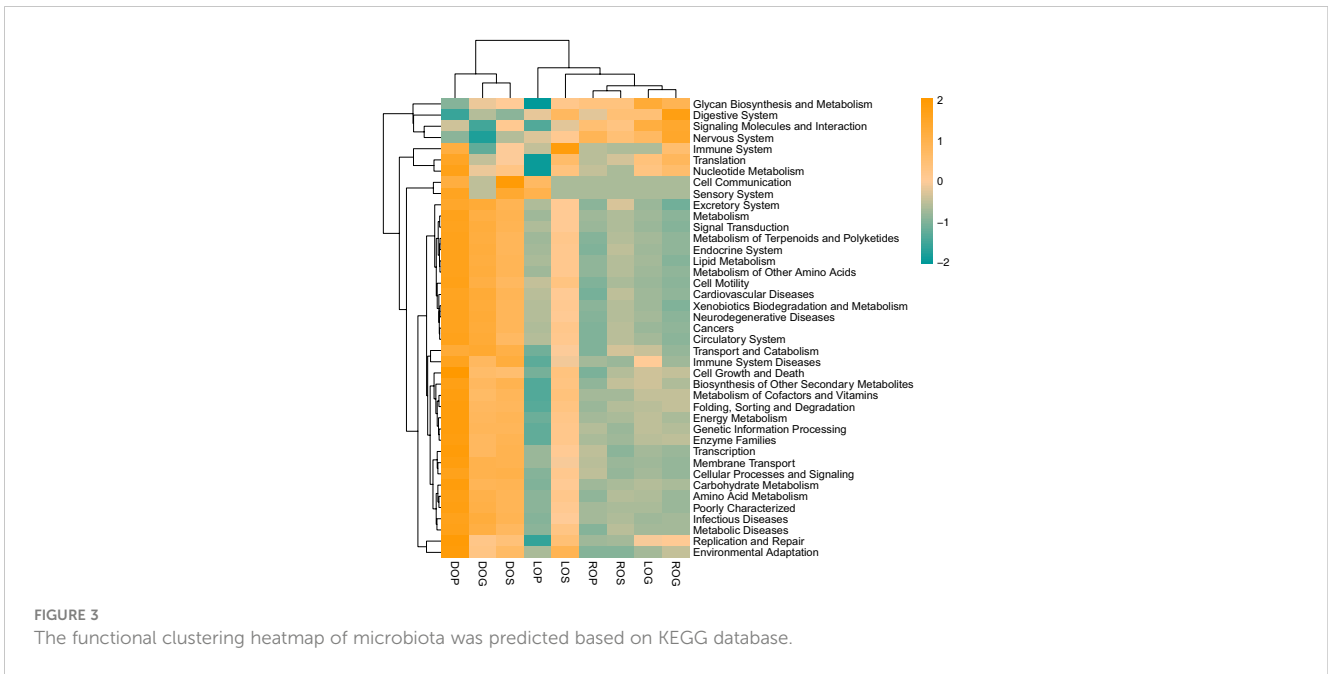 Glycan Biosynthesis and Metabolism
Digestive System
Signaling Molecules and Interaction
Nervous System
Immune System
Translation
Nucleotide Metabolism
Cell Communication
Sensory System
Excretory System
Metabolism
Signal Transduction
Metabolism of Terpenoids and Polyketides
Endocrine System
Lipid Metabolism
Metabolism of Other Amino Acids
Cell Motility
Cardiovascular Diseases
Xenobiotics Biodegradation and Metabolism
Neurodegenerative Diseases
Cancers
Circulatory System
Transport and Catabolism
Immune System Diseases
Cell Growth and Death
Biosynthesis of Other Secondary Metabolites
Metabolism of Cofactors and Vitamins
Folding, Sorting and Degradation
Energy Metabolism
Genetic Information Processing
Enzyme Families
Transcription
Membrane Transport
Cellular Processes and Signaling
Carbohydrate Metabolism
Amino Acid Metabolism
Poorly Characterized
Infectious Diseases
Metabolic Diseases
Replication and Repair
Environmental Adaptation
2
1
0
−1
−2
DOP
DOG
DOS
LOP
LOS
ROP
ROS
LOG
ROG
FIGURE 3
The functional clustering heatmap of microbiota was predicted based on KEGG database.